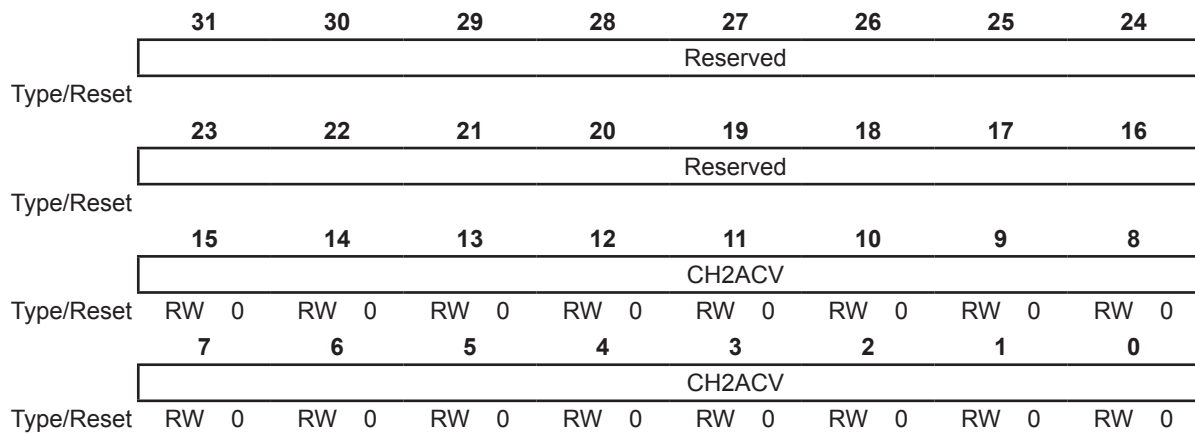 31 30 29 28 27 26 25 24
Reserved
Type/Reset
23 22 21 20 19 18 17 16
Reserved
Type/Reset
15 14 13 12 11 10 9 8
CH2ACV
Type/Reset RW 0 RW 0 RW 0 RW 0 RW 0 RW 0 RW 0 RW 0
7 6 5 4 3 2 1 0
CH2ACV
Type/Reset RW 0 RW 0 RW 0 RW 0 RW 0 RW 0 RW 0 RW 0